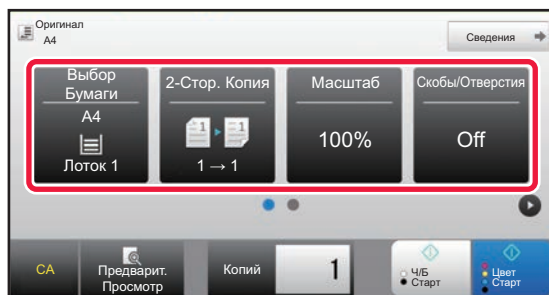 Оригинал
A4
Сведения
Выбор
Бумаги
A4
Лоток 1
2-Стор. Копия
1 → 1
Масштаб
100%
Скобы/Отверстия
Off
CA
Предварит.
Просмотр
Копий
1
Ч/Б
Старт
Цвет
Старт